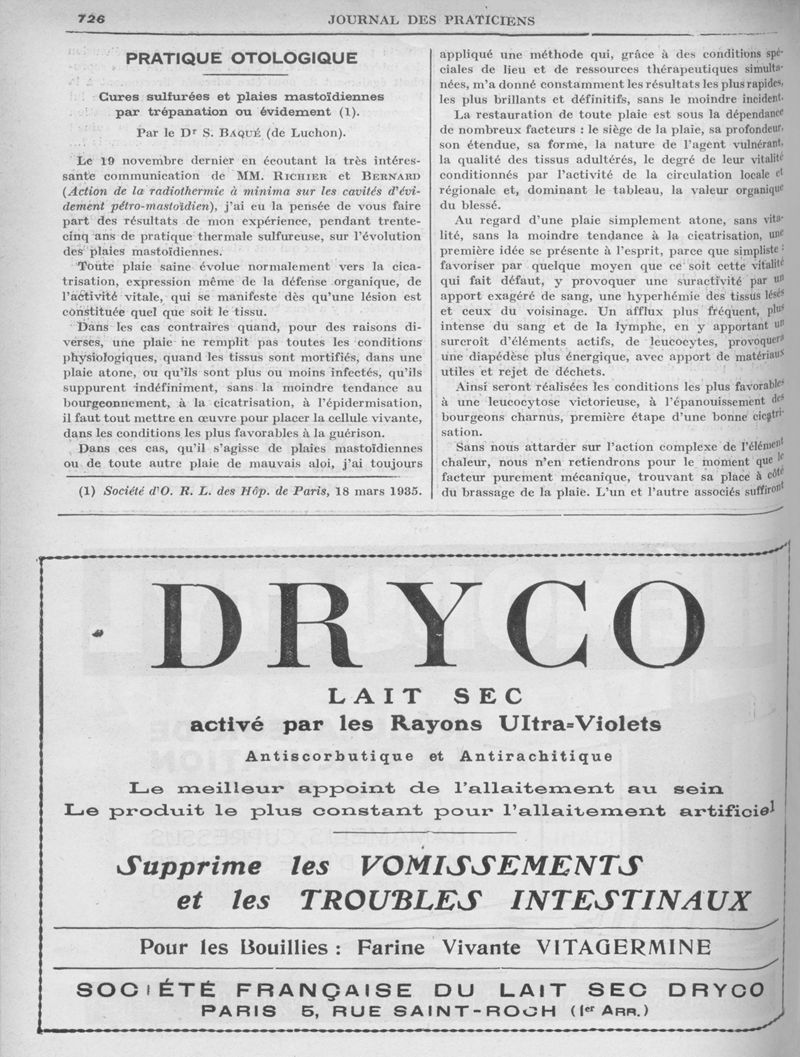 726
JOURNAL DES PRATICIENS
PRATIQUE OTOLOGIQUE
Cures sulfurées et plaies mastoïdiennes
par trépanation ou évidement (1).
Par le Dr S. BAQUÉ (de Luchon).
Le 19 novembre dernier en écoutant la très intéres-
sante communication de MM. RICHIER et BERNARD
(Action de la radiothermie à minima sur les cavités d'évi-
dement pétro-mastoïdien), j'ai eu la pensée de vous faire
part des résultats de mon expérience, pendant trente-
cinq ans de pratique thermale sulfureuse, sur l'évolution
des plaies mastoïdiennes.
Toute plaie saine évolue normalement vers la cica-
trisation, expression même de la défense organique, de
l'activité vitale, qui se manifeste dès qu'une lésion est
constituée quel que soit le tissu.
Dans les cas contraires quand, pour des raisons di-
verses, une plaie ne remplit pas toutes les conditions
physiologiques, quand les tissus sont mortifiés, dans une
plaie atone, ou qu'ils sont plus ou moins infectés, qu'ils
suppurent indéfiniment, sans la moindre tendance au
bourgeonnement, à la cicatrisation, à l'épidermisation,
il faut tout mettre en œuvre pour placer la cellule vivante,
dans les conditions les plus favorables à la guérison.
Dans ces cas, qu'il s'agisse de plaies mastoïdiennes
ou de toute autre plaie de mauvais aloi, j'ai toujours
(1) Société d'O. R. L. des Hôp. de Paris, 18 mars 1935.
appliqué une méthode qui, grâce à des conditions spé-
ciales de lieu et de ressources thérapeutiques simulta-
nées, m'a donné constamment les résultats les plus rapides,
les plus brillants et définitifs, sans le moindre incident.
La restauration de toute plaie est sous la dépendance
de nombreux facteurs : le siège de la plaie, sa profondeur,
son étendue, sa forme, la nature de l'agent vulnérant,
la qualité des tissus adultérés, le degré de leur vitalité
conditionnés par l'activité de la circulation locale et
régionale et, dominant le tableau, la valeur organique
du blessé.
Au regard d'une plaie simplement atone, sans vita-
lité, sans la moindre tendance à la cicatrisation, une
première idée se présente à l'esprit, parce que simpliste :
favoriser par quelque moyen que ce soit cette vitalité
qui fait défaut, y provoquer une suractivité par un
apport exagéré de sang, une hyperhémie des tissus lésés
et ceux du voisinage. Un afflux plus fréquent, plus
intense du sang et de la lymphe, en y apportant un
surcroît d'éléments actifs, de leucocytes, provoquera
une diapédèse plus énergique, avec apport de matériaux
utiles et rejet de déchets.
Ainsi seront réalisées les conditions les plus favorables
à une leucocytose victorieuse, à l'épanouissement des
bourgeons charnus, première étape d'une bonne cicatri-
sation.
Sans nous attarder sur l'action complexe de l'élément
chaleur, nous n'en retiendrons pour le moment que le
facteur purement mécanique, trouvant sa place à côté
du brassage de la plaie. L'un et l'autre associés suffiront
DRYCO
LAIT SEC
activé par les Rayons Ultra-Violets
Antiscorbutique et Antirachitique
Le meilleur appoint de l'allaitement au sein
Le produit le plus constant pour l'allaitement artificiel
Supprime les VOMISSEMENTS
et les TROUBLES INTESTINAUX
Pour les Bouillies : Farine Vivante VITAGERMINE
SOCIÉTÉ FRANÇAISE DU LAIT SEC DRYCO
PARIS 5, RUE SAINT-ROCH (Ier ARR.)